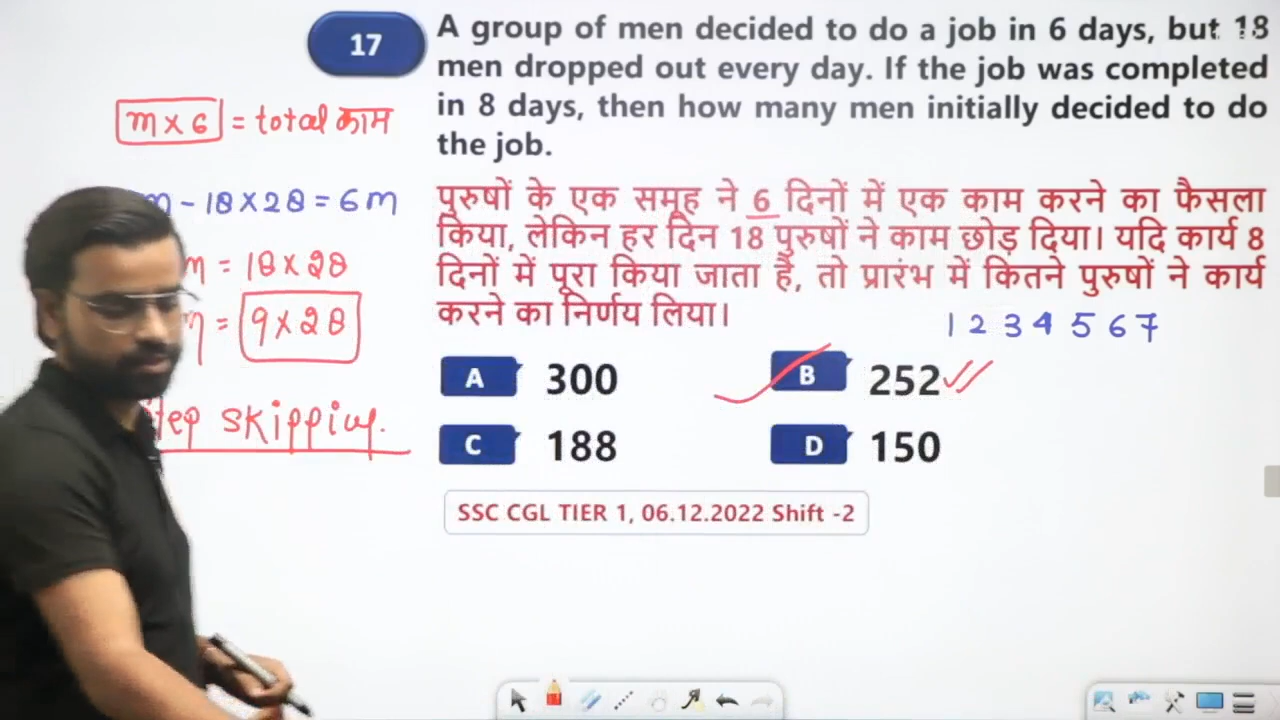 17
A group of men decided to do a job in 6 days, but 18
men dropped out every day. If the job was completed
in 8 days, then how many men initially decided to do
the job.
m × 6 = total काम
m - 18 × 28 = 6m
m = 18 × 28
= 9 × 28
step skipping.
पुरुषों के एक समूह ने 6 दिनों में एक काम करने का फैसला
किया, लेकिन हर दिन 18 पुरुषों ने काम छोड़ दिया। यदि कार्य 8
दिनों में पूरा किया जाता है, तो प्रारंभ में कितने पुरुषों ने कार्य
करने का निर्णय लिया।
1 2 3 4 5 6 7
A 300
B 252
C 188
D 150
SSC CGL TIER 1, 06.12.2022 Shift -2